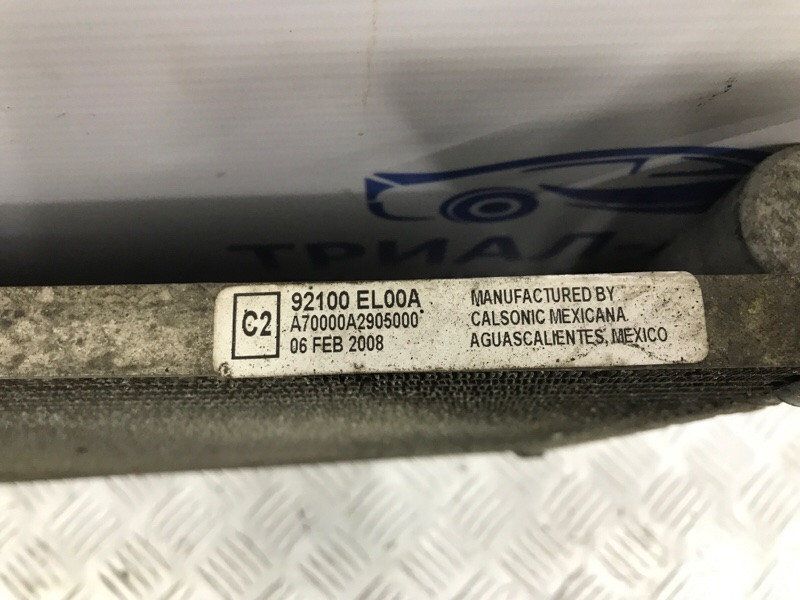 ТРИАЛ-
C2
92100 EL00A
A70000A2905000
06 FEB 2008
MANUFACTURED BY
CALSONIC MEXICANA
AGUASCALIENTES, MEXICO